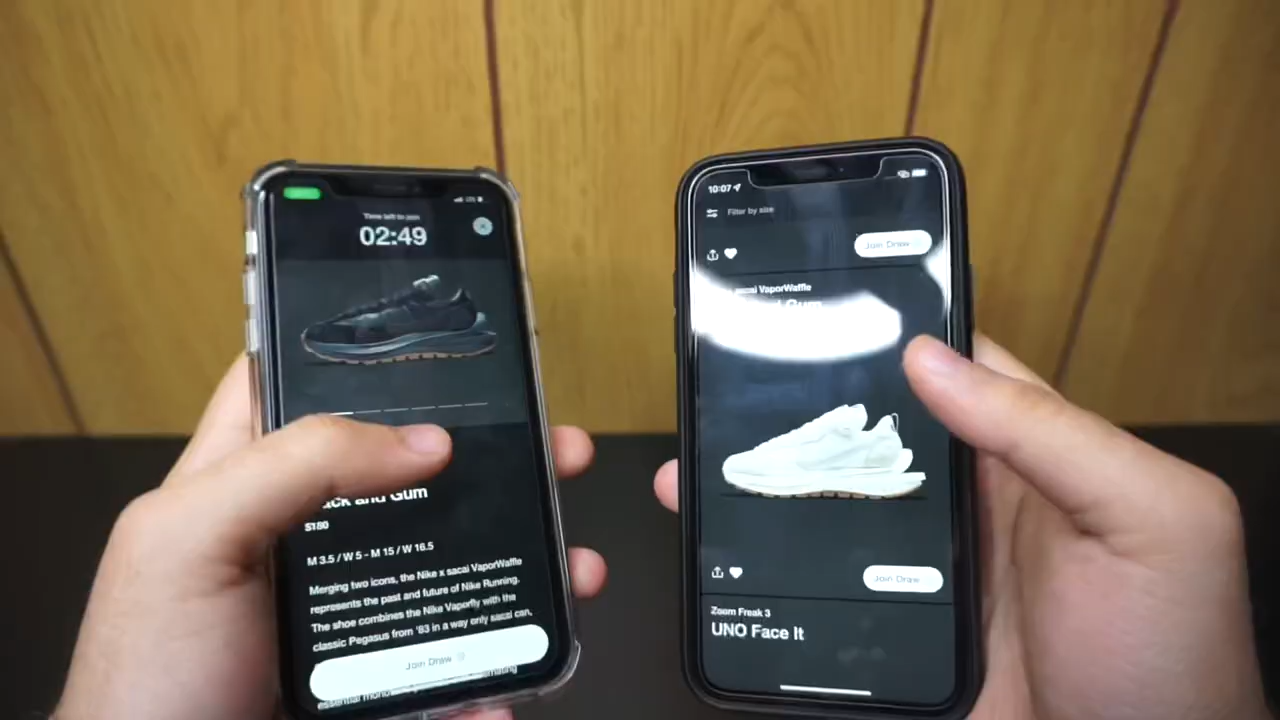 Time left to join
02:49
ack and Gum
$180
M 3.5 / W 5 - M 15 / W 16.5
Merging two icons, the Nike x sacai VaporWaffle
represents the past and future of Nike Running.
The shoe combines the Nike Vaporfly with the
classic Pegasus from '83 in a way only sacai can,
Join Draw
essential
10:07
Filter by size
Join Draw
sacai VaporWaffle
Gum
Join Draw
Zoom Freak 3
UNO Face It